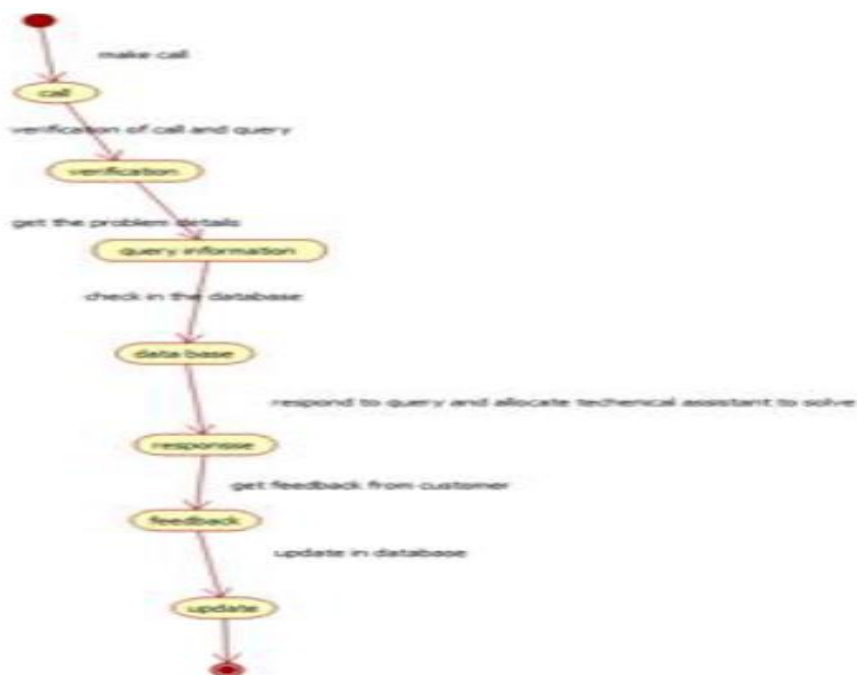 make call
call
verification of call and query
verification
get the problem details
query information
check in the database
data base
respond to query and allocate techenical assistant to solve
responsse
get feedback from customer
feedback
update in database
update